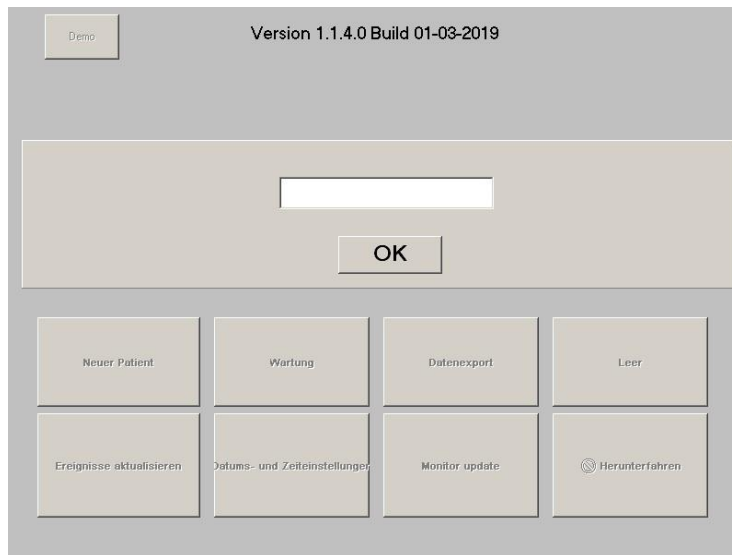 Demo
Version 1.1.4.0 Build 01-03-2019
OK
Neuer Patient
Wartung
Datenexport
Leer
Ereignisse aktualisieren
Datums- und Zeiteinstellungen
Monitor update
Herunterfahren